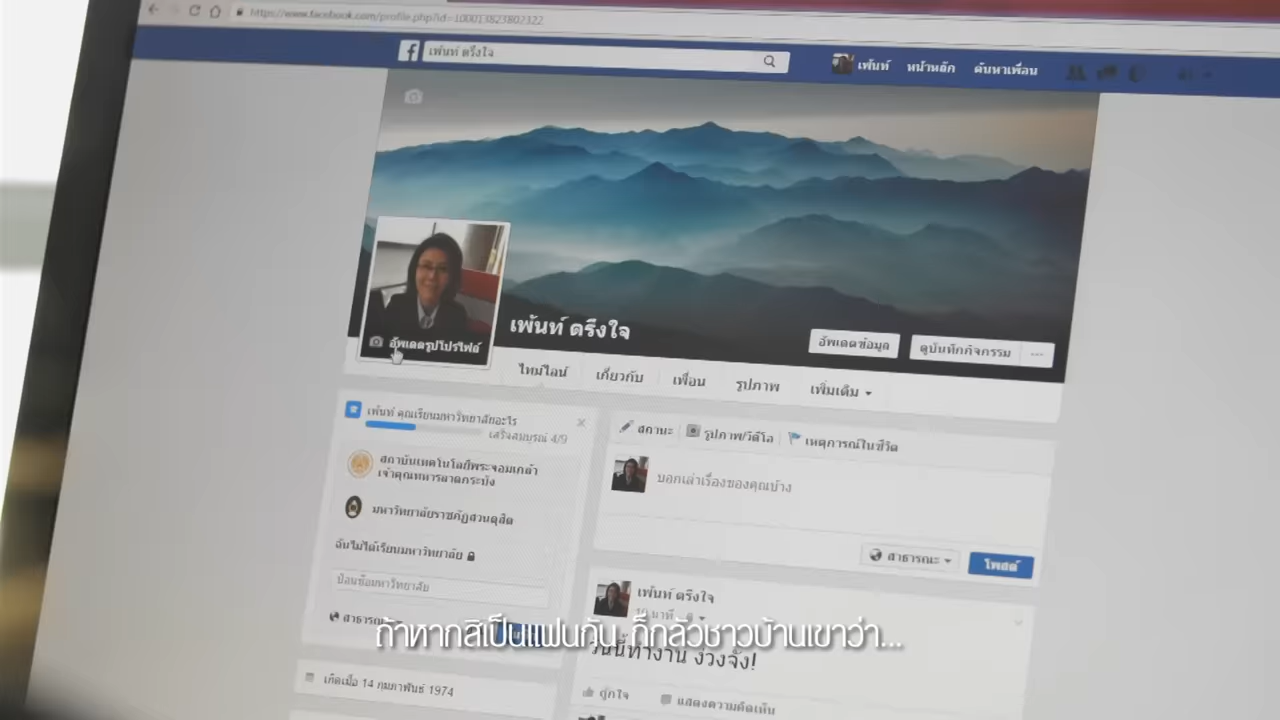 https://www.facebook.com/profile.php?id=100013823802322
เพ้นท์ ตรึงใจ
เพ้นท์ หน้าหลัก ค้นหาเพื่อน
อัพเดตรูปโปรไฟล์
เพ้นท์ ตรึงใจ
อัพเดตข้อมูล
ดูบันทึกกิจกรรม ...
ไทม์ไลน์ เกี่ยวกับ เพื่อน รูปภาพ เพิ่มเติม
เพ้นท์ คุณเรียนมหาวิทยาลัยอะไร
เสร็จสมบูรณ์ 4/9
สถาบันเทคโนโลยีพระจอมเกล้า
เจ้าคุณทหารลาดกระบัง
มหาวิทยาลัยราชภัฏสวนดุสิต
ฉันไม่ได้เรียนมหาวิทยาลัย
ป้อนชื่อมหาวิทยาลัย
เกิดเมื่อ 14 กุมภาพันธ์ 1974
สถานะ รูปภาพ/วิดีโอ เหตุการณ์ในชีวิต
บอกเล่าเรื่องของคุณบ้าง
สาธารณะ โพสต์
เพ้นท์ ตรึงใจ
วันนี้ทำงาน ง่วงจัง!
ถูกใจ แสดงความคิดเห็น
ถ้าหากสิเป็นแฟนกัน ก็กลัวชาวบ้านเขาว่า...